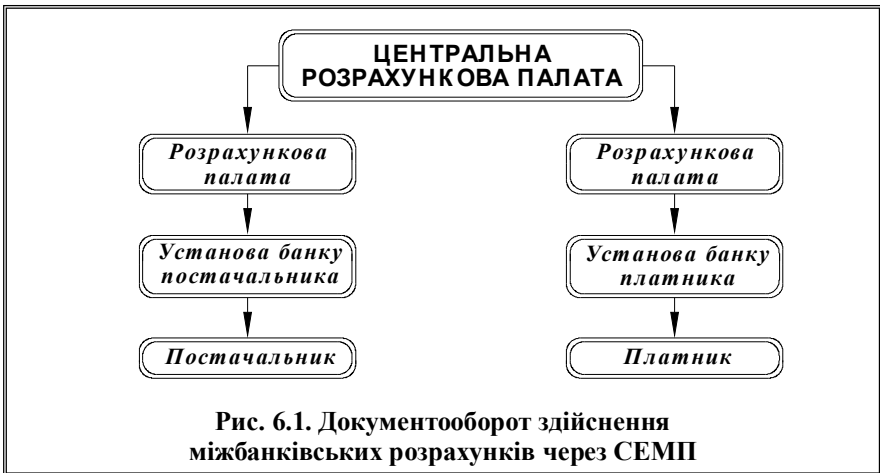 ЦЕНТРАЛЬНА
РОЗРАХУНКОВА ПАЛАТА
Розрахункова
палата
Розрахункова
палата
Установа банку
постачальника
Установа банку
платника
Постачальник
Платник
Рис. 6.1. Документооборот здійснення
міжбанківських розрахунків через СЕМП